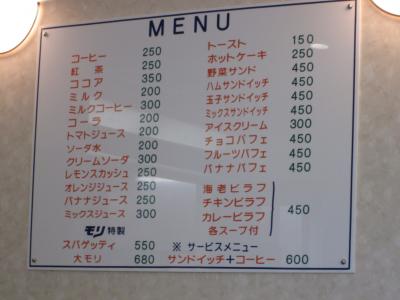 MENU
コーヒー 250
紅茶 250
ココア 350
ミルク 200
ミルクコーヒー 300
コーラ 200
トマトジュース 200
ソーダ水 200
クリームソーダ 300
レモンスカッシュ 250
オレンジジュース 250
バナナジュース 250
ミックスジュース 300
モリ特製
スパゲッティ 550
大モリ 680
トースト 150
ホットケーキ 250
野菜サンド 450
ハムサンドイッチ 450
玉子サンドイッチ 450
ミックスサンドイッチ 450
アイスクリーム 300
チョコパフェ 450
フルーツパフェ 450
バナナパフェ 450
海老ピラフ
チキンピラフ 450
カレーピラフ
各スープ付
※ サービスメニュー
サンドイッチ+コーヒー 600